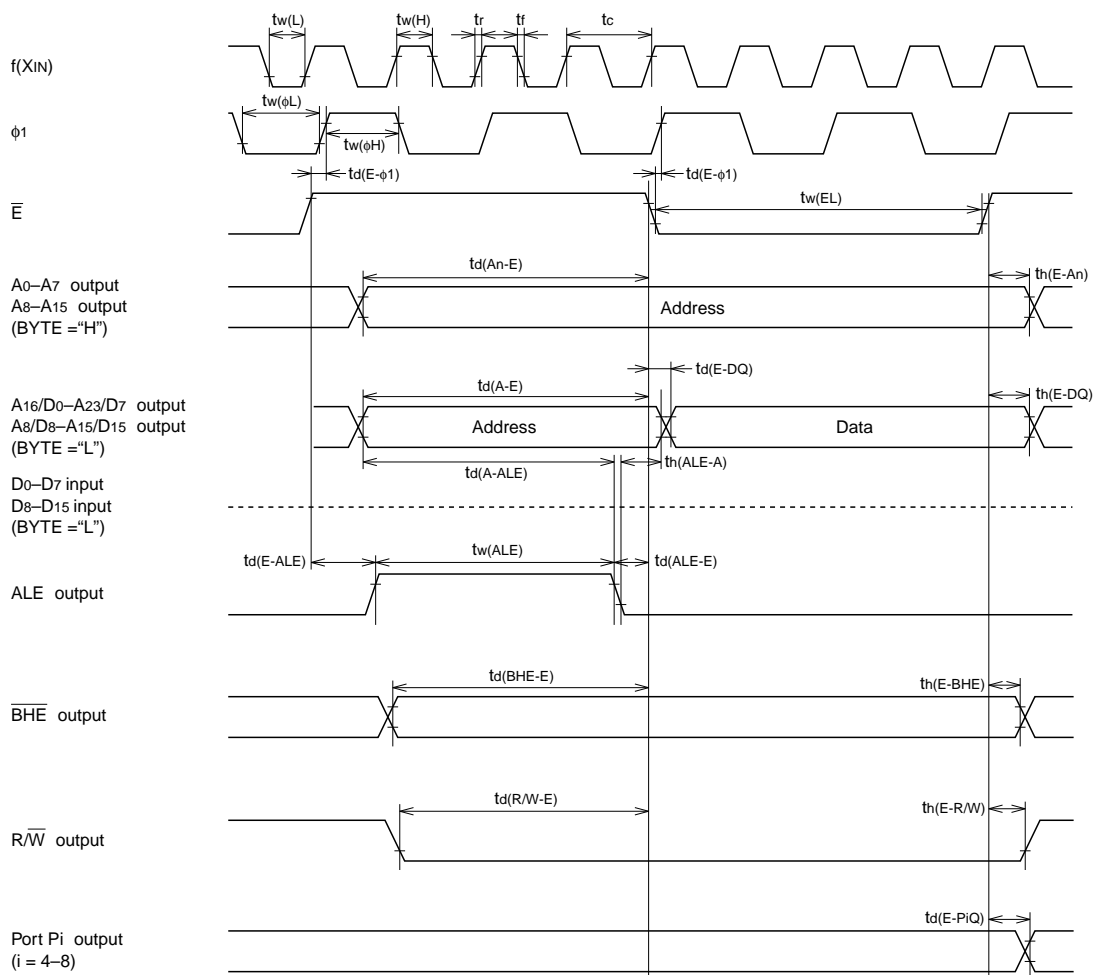 tw(L) tw(H) tr tf tc
f(XIN)
tw(ϕL)
ϕ1
tw(ϕH)
td(E-ϕ1) td(E-ϕ1)
E̅ tw(EL)
td(An-E) th(E-An)
A0–A7 output
A8–A15 output Address
(BYTE =“H”)
td(E-DQ)
td(A-E) th(E-DQ)
A16/D0–A23/D7 output
A8/D8–A15/D15 output Address Data
(BYTE =“L”)
td(A-ALE) th(ALE-A)
D0–D7 input
D8–D15 input
(BYTE =“L”)
td(E-ALE) tw(ALE) td(ALE-E)
ALE output
td(BHE-E) th(E-BHE)
B̅H̅E̅ output
td(R/W-E) th(E-R/W)
R/W̅ output
td(E-PiQ)
Port Pi output
(i = 4–8)